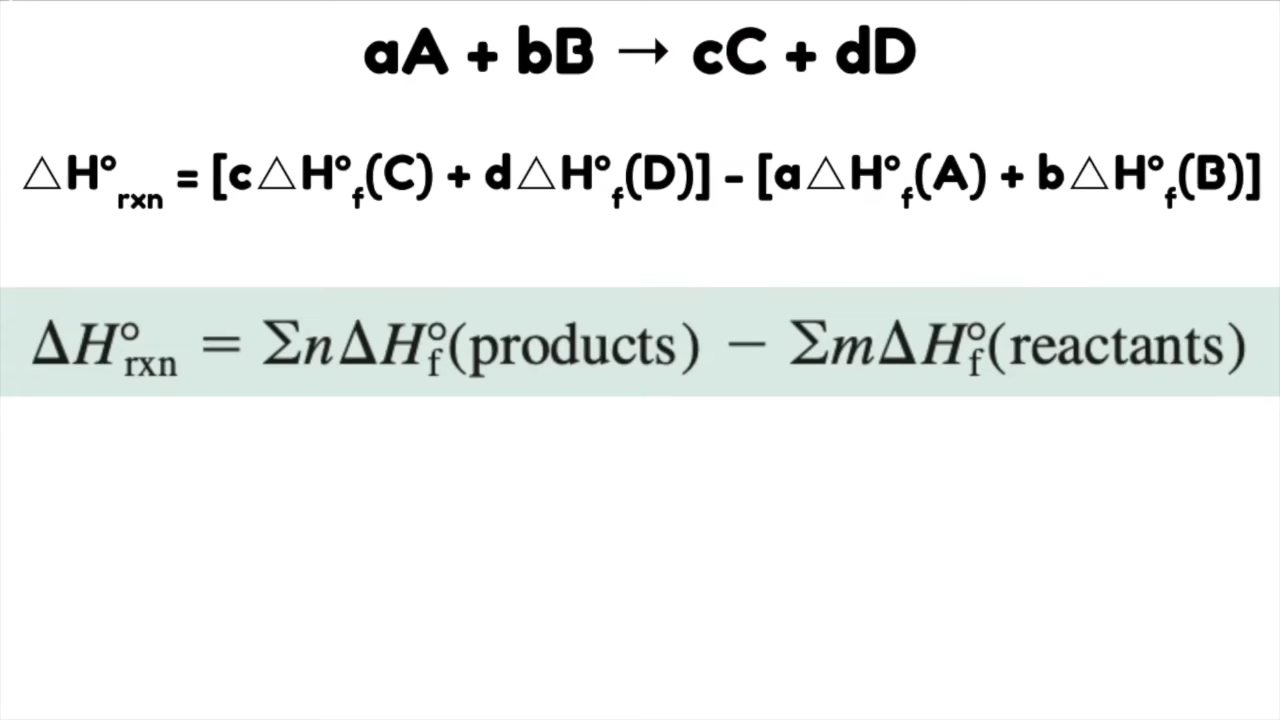 aA + bB → cC + dD
△H°rxn = [c△H°f(C) + d△H°f(D)] - [a△H°f(A) + b△H°f(B)]
ΔH°rxn = ΣnΔH°f(products) − ΣmΔH°f(reactants)